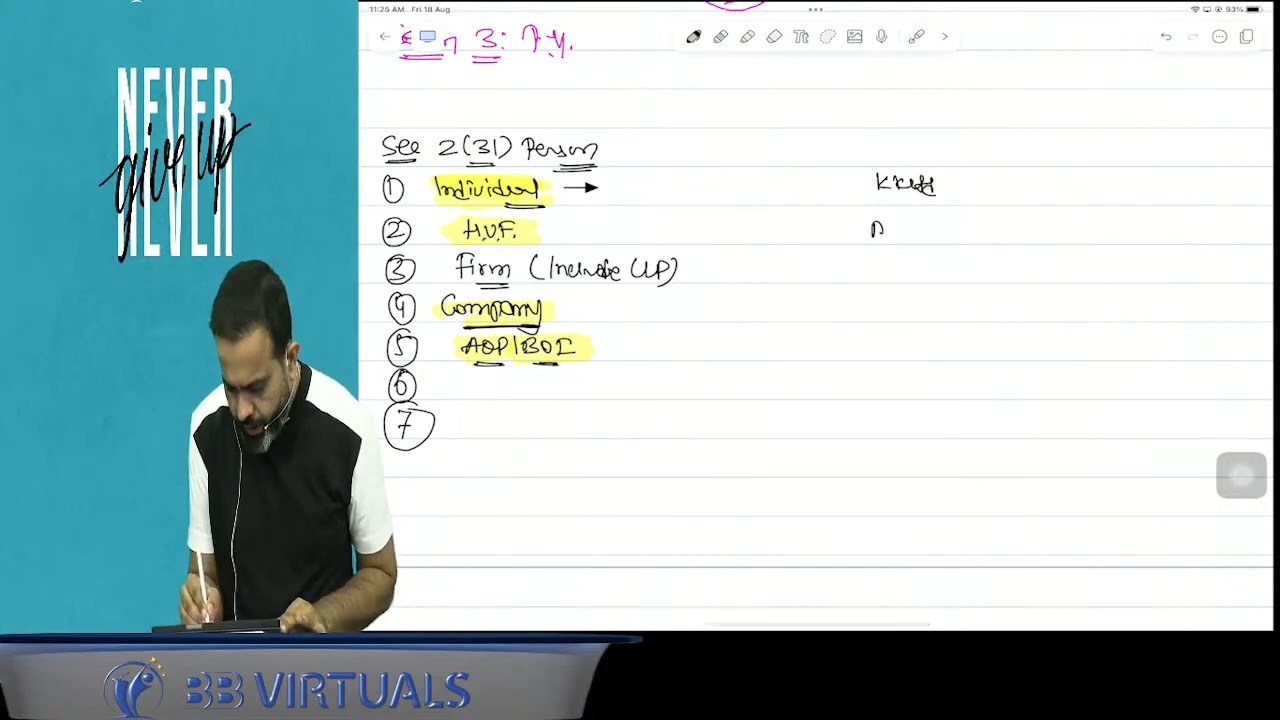 NEVER
give up
NEVER
11:25 AM Fri 18 Aug
93%
3: P.Y.
See 2(31) Person
① Individual →
② H.U.F.
③ Firm (Include LLP)
④ Company
⑤ AOP/BOI
⑥
⑦
BB VIRTUALS